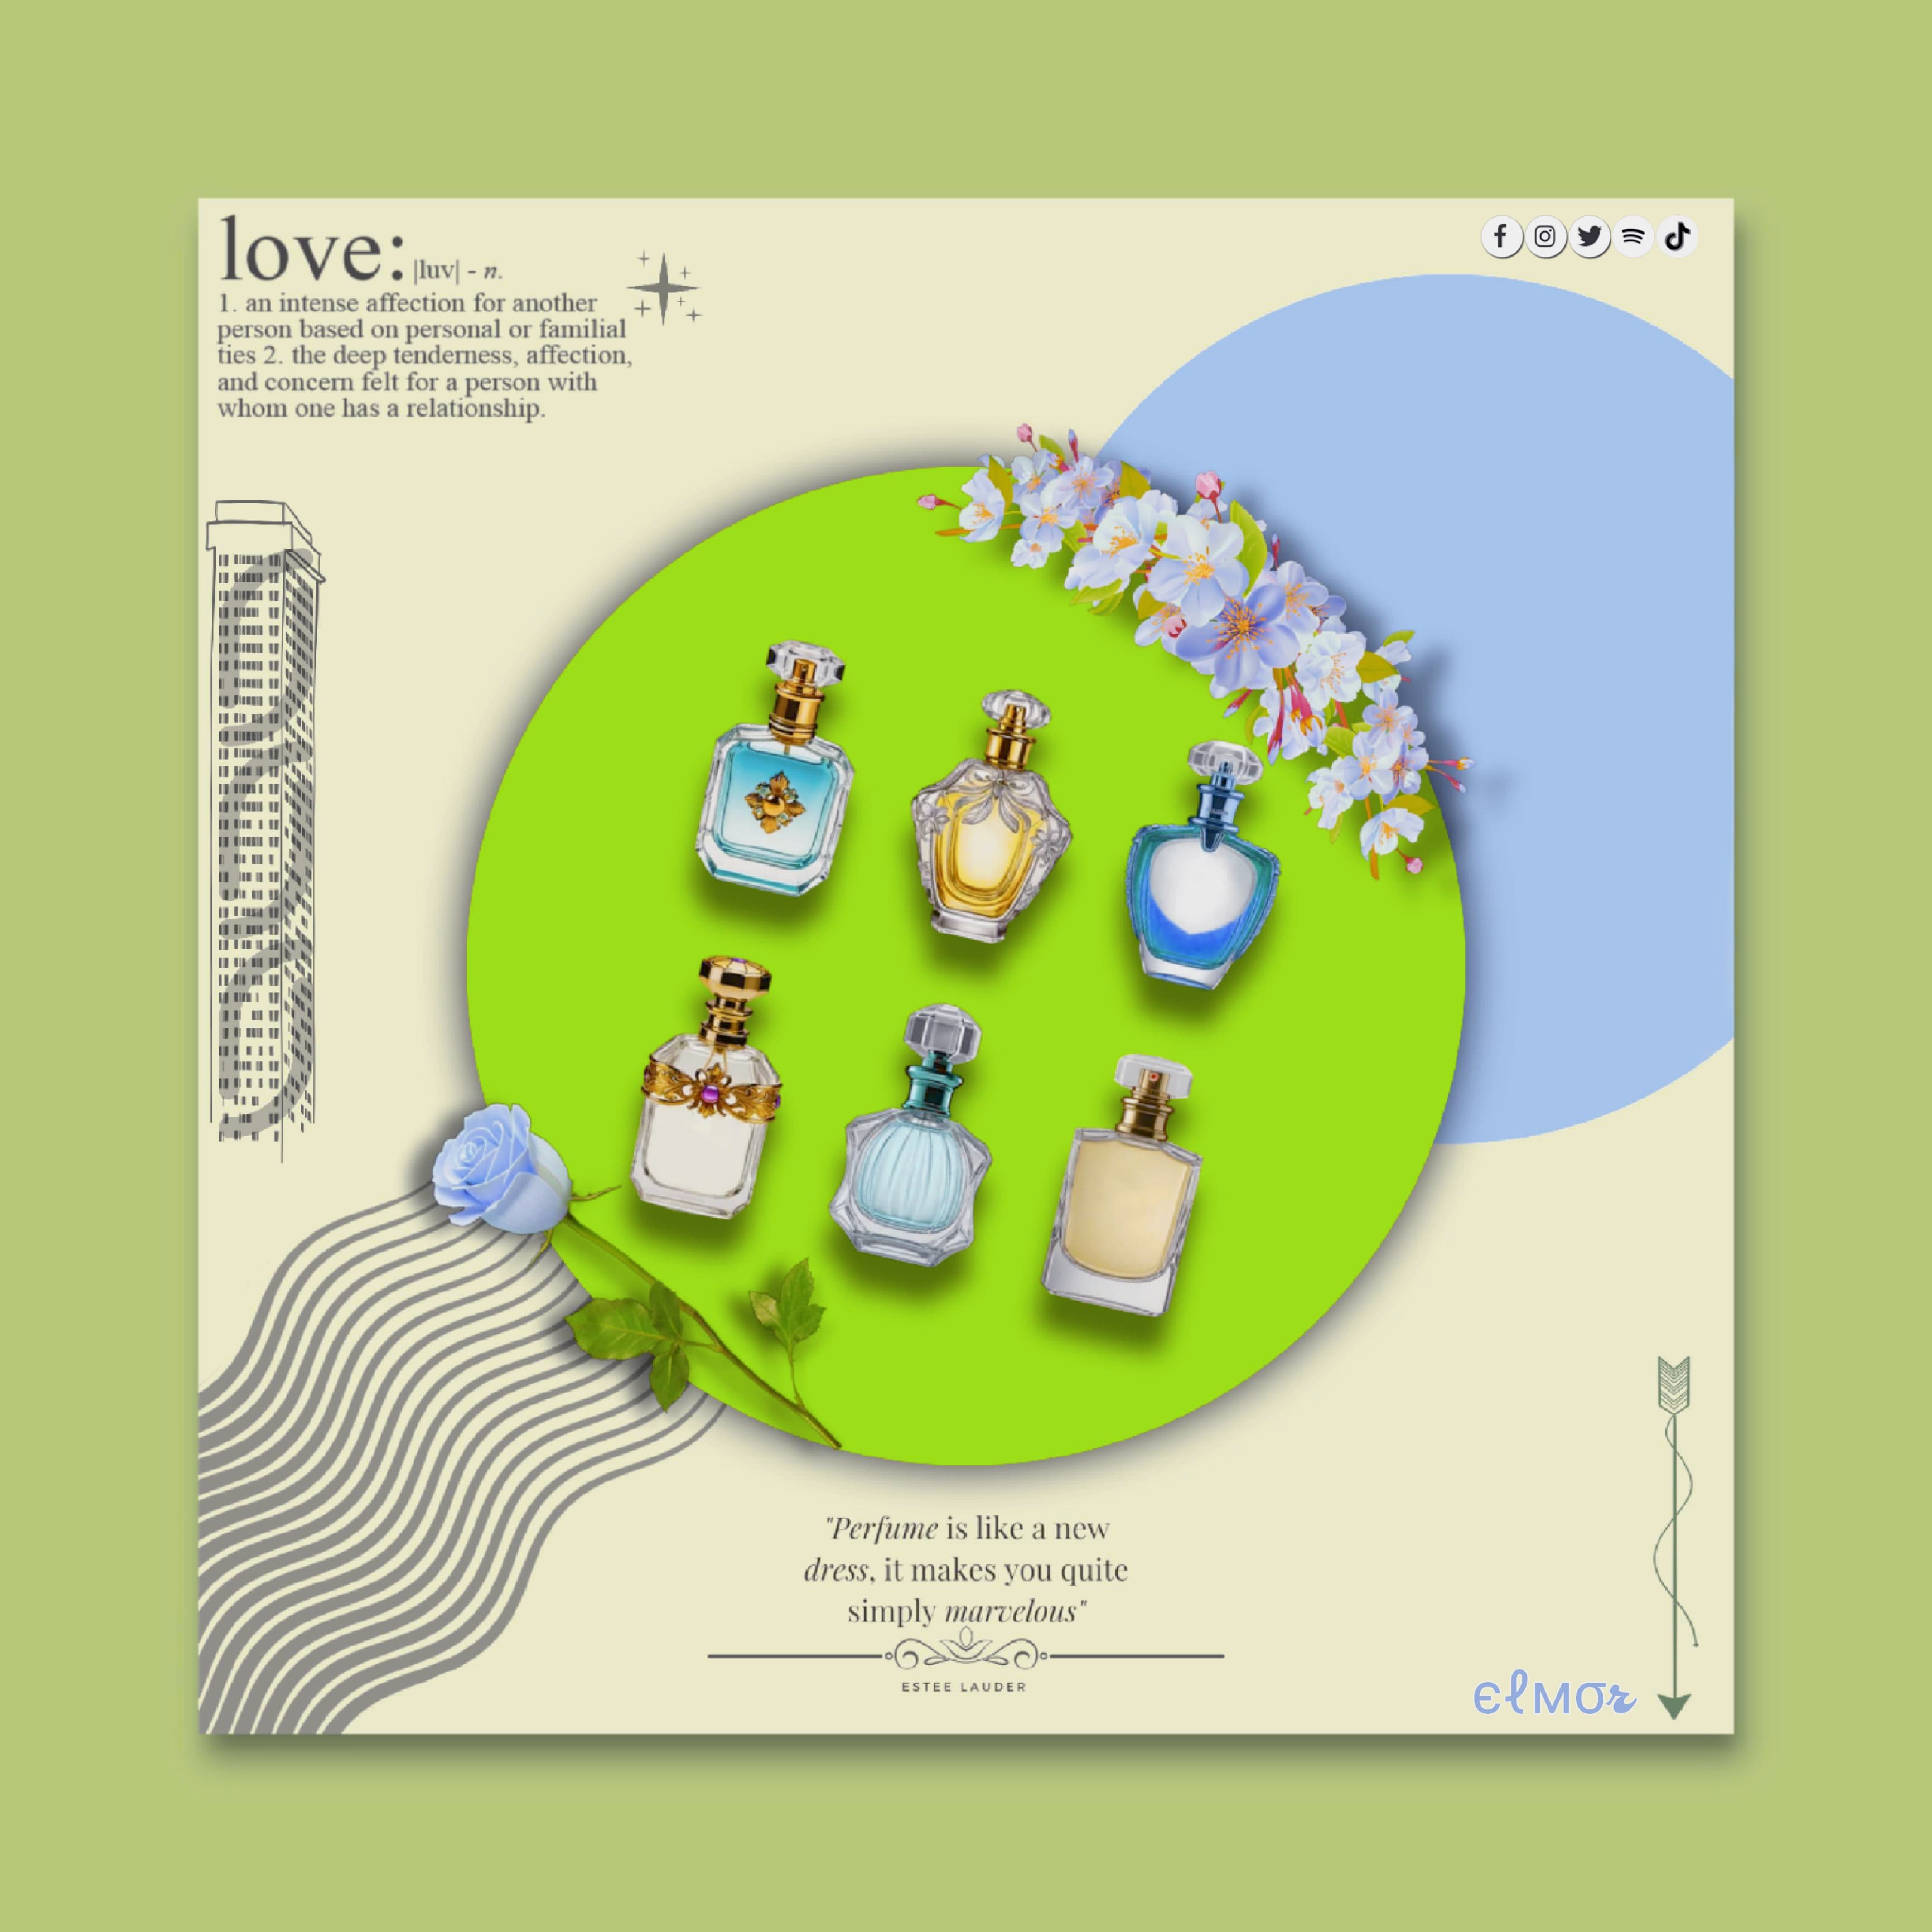 love: |luv| - n.
1. an intense affection for another
person based on personal or familial
ties 2. the deep tenderness, affection,
and concern felt for a person with
whom one has a relationship.
"Perfume is like a new
dress, it makes you quite
simply marvelous"
ESTEE LAUDER
єℓмσr